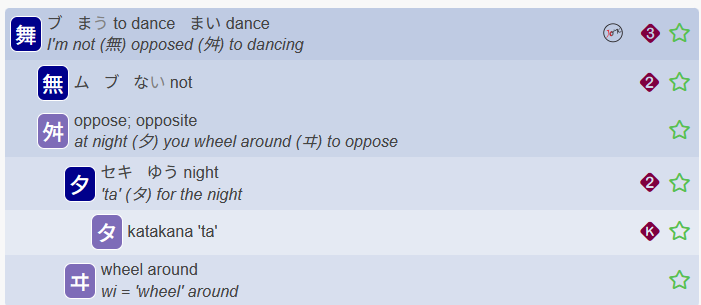 舞 ブ まう to dance まい dance 3
I'm not (無) opposed (舛) to dancing
無 ム ブ ない not 2
舛 oppose; opposite
at night (夕) you wheel around (ヰ) to oppose
夕 セキ ゆう night 2
'ta' (タ) for the night
タ katakana 'ta' K
ヰ wheel around
wi = 'wheel' around